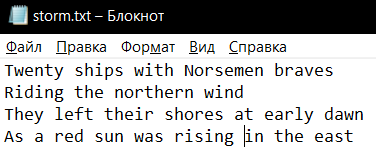 storm.txt – Блокнот
Файл Правка Формат Вид Справка
Twenty ships with Norsemen braves
Riding the northern wind
They left their shores at early dawn
As a red sun was rising in the east